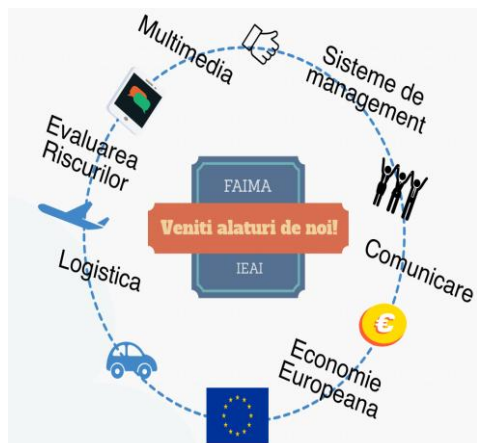 Multimedia
Sisteme de
management
Evaluarea
Riscurilor
FAIMA
Veniti alaturi de noi!
IEAI
Logistica
Comunicare
€
Economie
Europeana